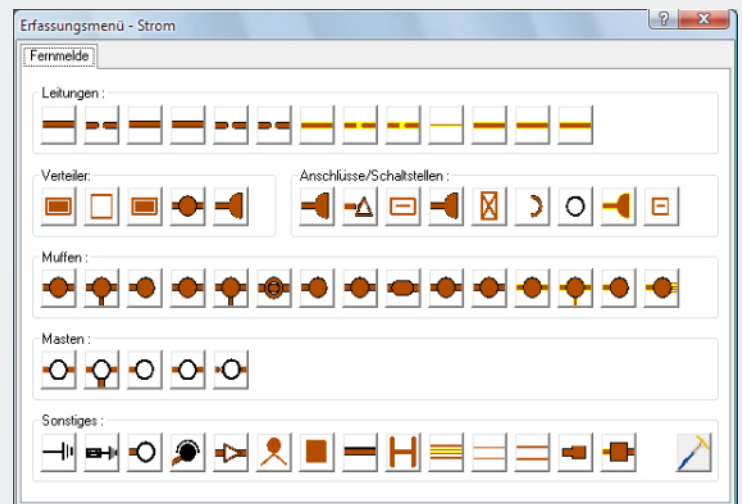 Erfassungsmenü - Strom
Fernmelde
Leitungen :
Verteiler:
Anschlüsse/Schaltstellen :
Muffen :
Masten :
Sonstiges :